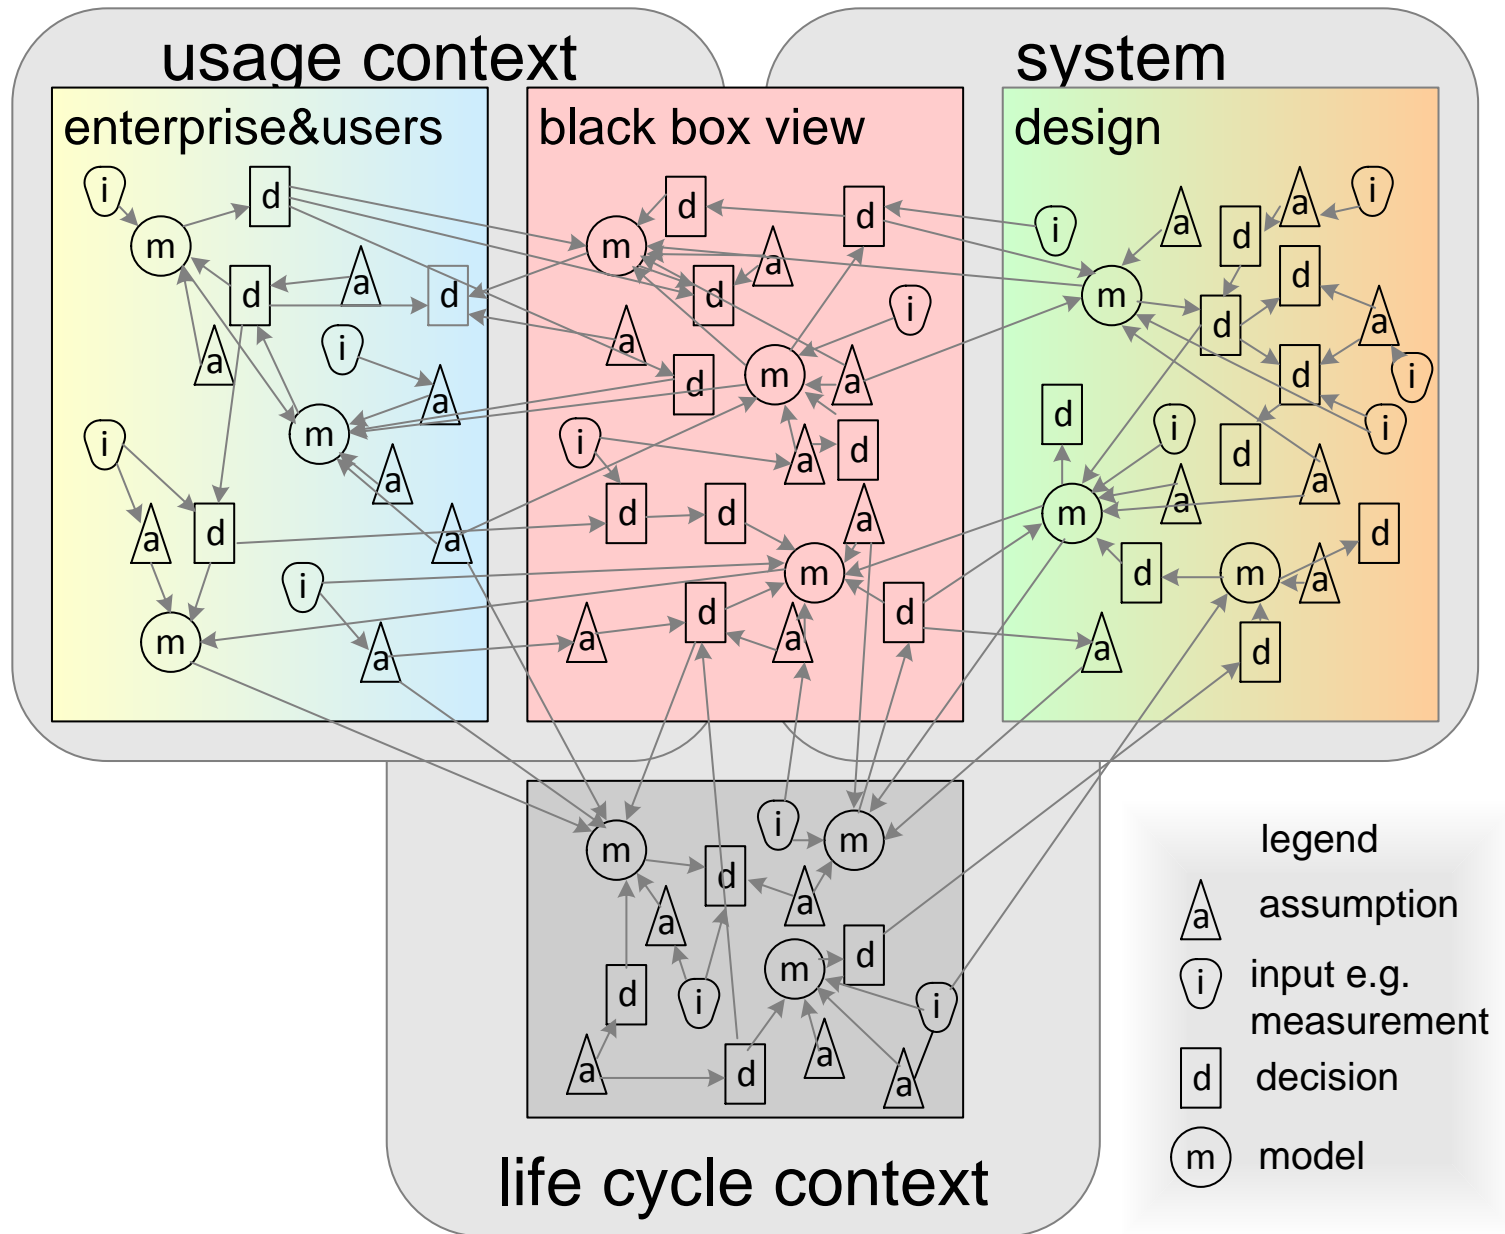 usage context
system
enterprise&users
i
d
m
a
d
d
i
a
a
m
i
a
d
a
a
i
m
a
black box view
d
d
m
a
d
i
a
m
d
a
i
d
a
d
d
a
m
d
d
a
a
design
i
a
a
i
d
d
m
a
d
d
i
d
i
i
d
a
a
m
d
d
m
a
a
d
i
m
m
d
a
a
d
m
d
i
i
a
a
d
a
life cycle context
legend
a assumption
i input e.g.
measurement
d decision
m model